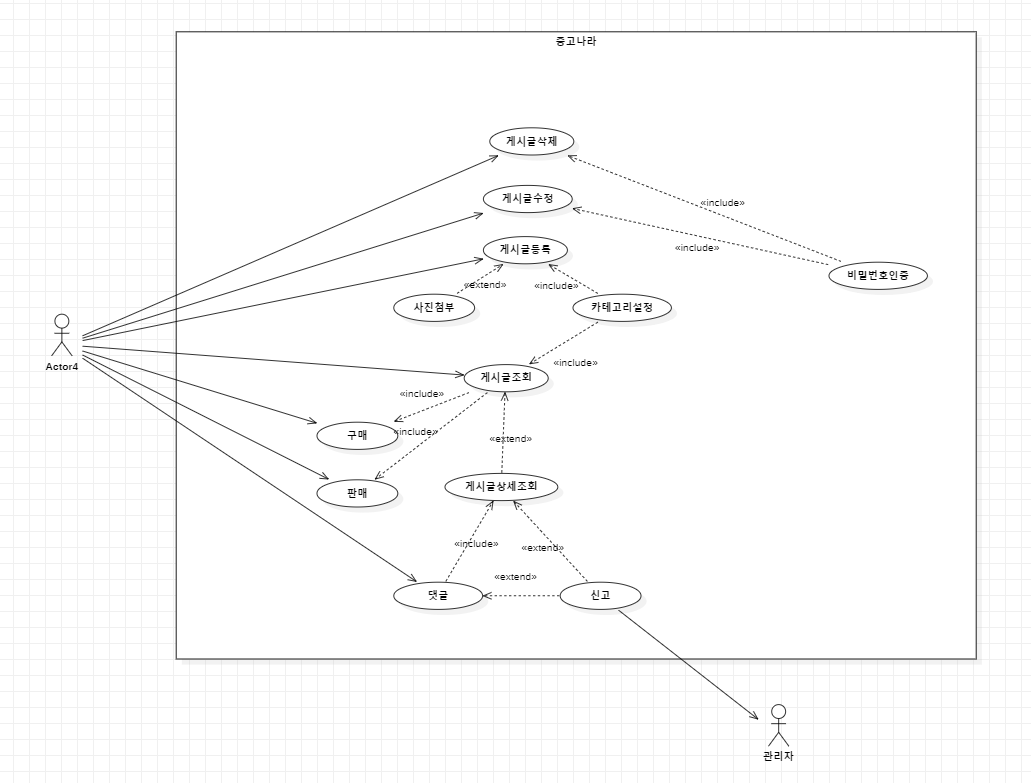 중고나라
게시글삭제
게시글수정
«include»
게시글등록
«include»
비밀번호인증
«extend»
«include»
사진첨부
카테고리설정
Actor4
«include»
게시글조회
«include»
구매
«include»
«extend»
판매
게시글상세조회
«include»
«extend»
«extend»
댓글
신고
관리자